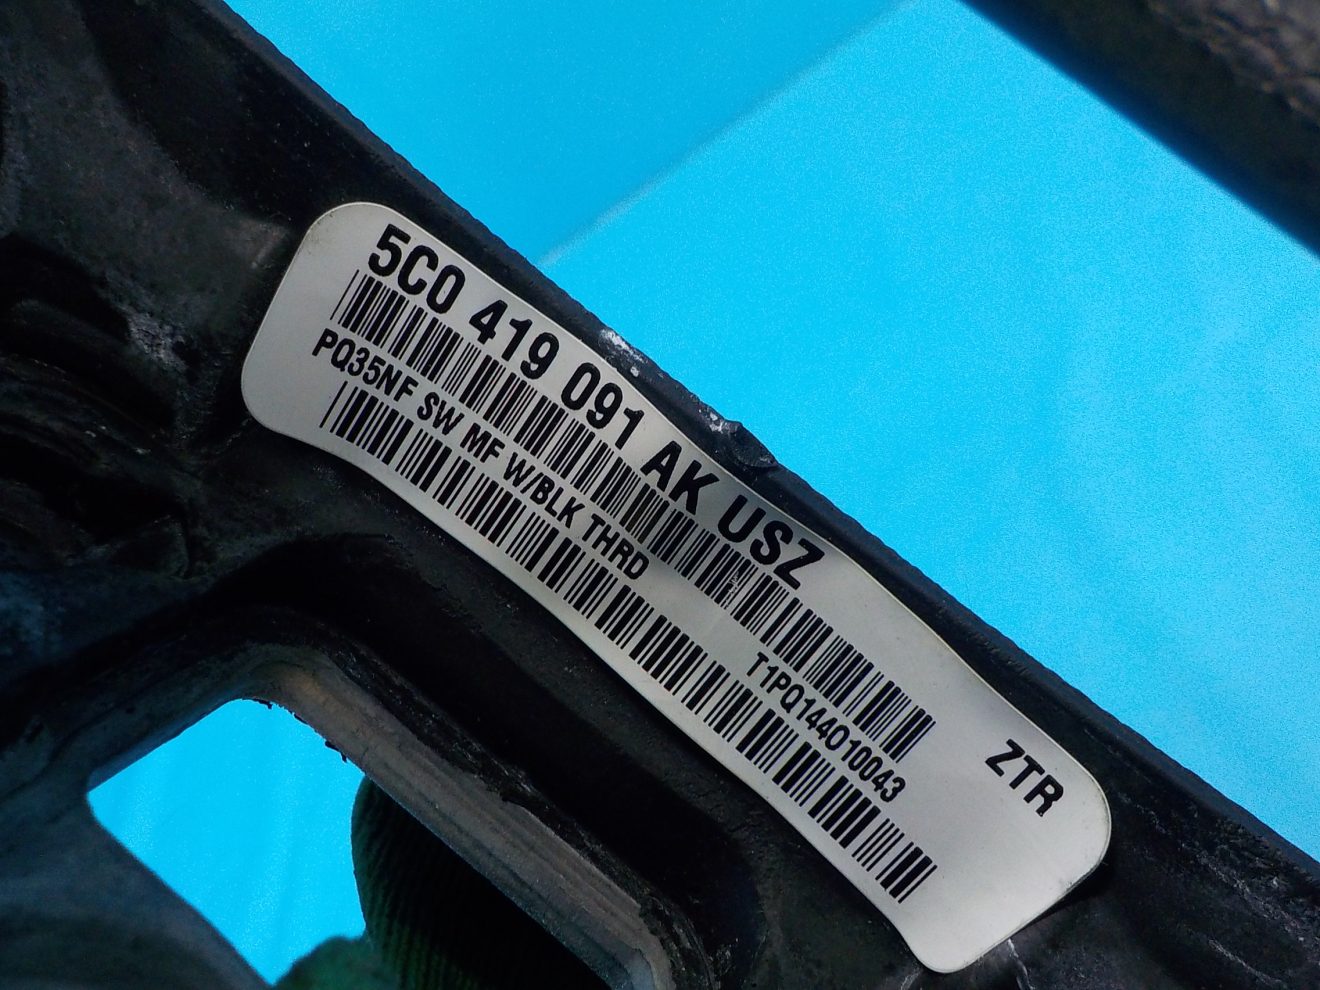 5C0 419 091 AK USZ
PQ35NF SW MF W/BLK THRD
T1PQ144010043
ZTR